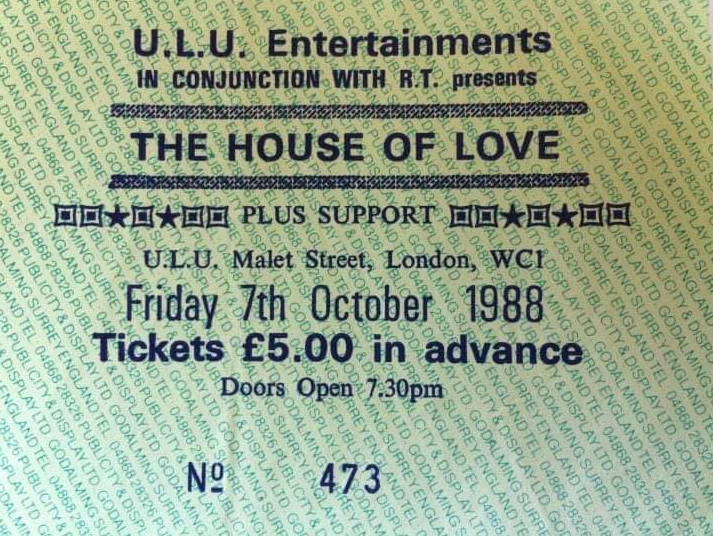 U.L.U. Entertainments
IN CONJUNCTION WITH R.T. presents
THE HOUSE OF LOVE
PLUS SUPPORT
U.L.U. Malet Street, London, WC1
Friday 7th October 1988
Tickets £5.00 in advance
Doors Open 7.30pm
Nº 473